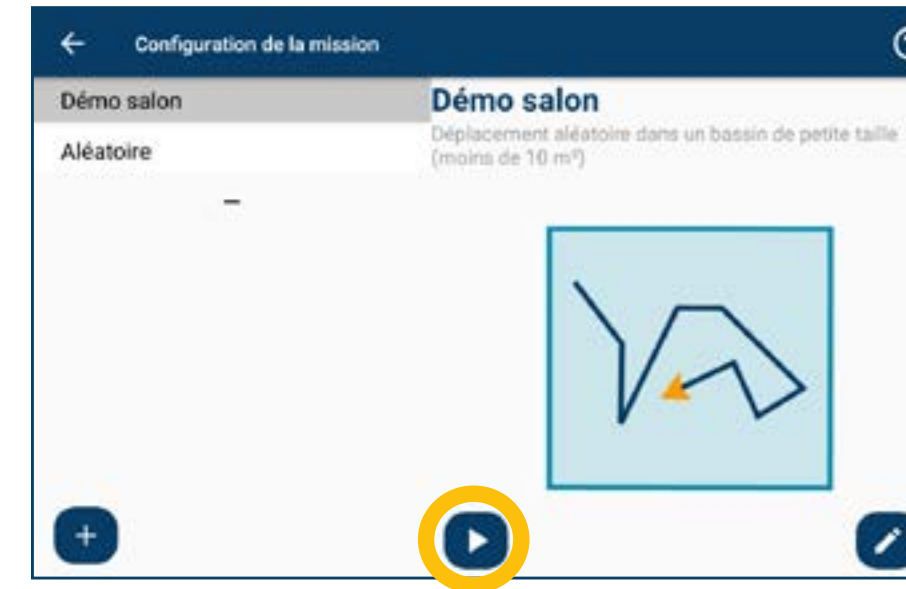 Configuration de la mission
Démo salon
Aléatoire
Démo salon
Déplacement aléatoire dans un bassin de petite taille
(moins de 10 m²)